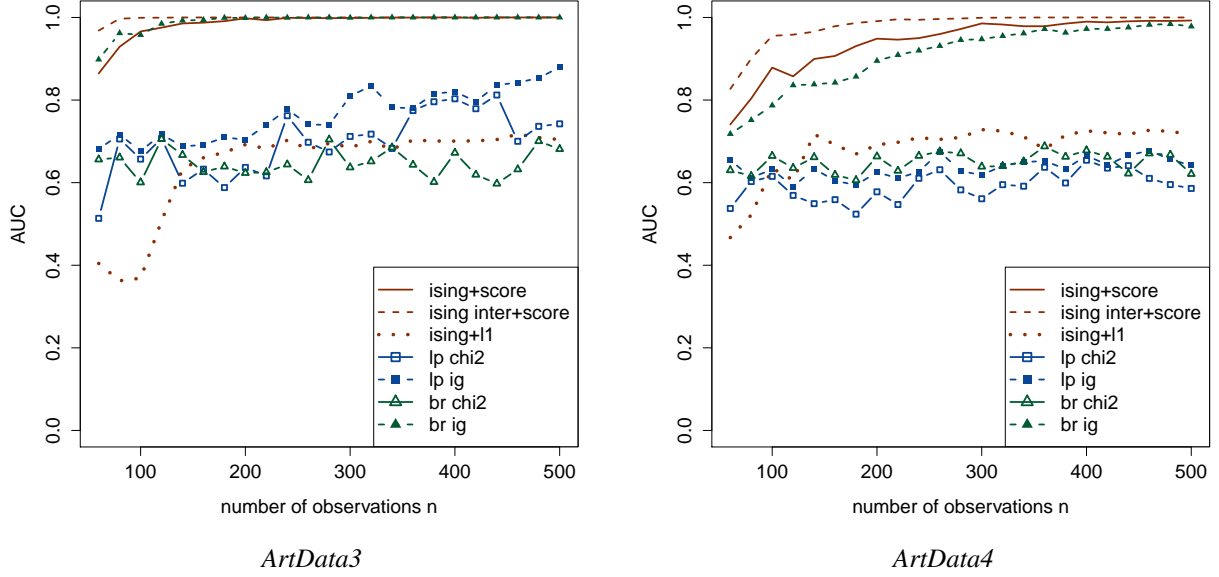 1.0
0.8
0.6
0.4
0.2
0.0
AUC
100
200
300
400
500
number of observations n
ising+score
ising inter+score
ising+l1
lp chi2
lp ig
br chi2
br ig
ArtData3
1.0
0.8
0.6
0.4
0.2
0.0
AUC
100
200
300
400
500
number of observations n
ising+score
ising inter+score
ising+l1
lp chi2
lp ig
br chi2
br ig
ArtData4